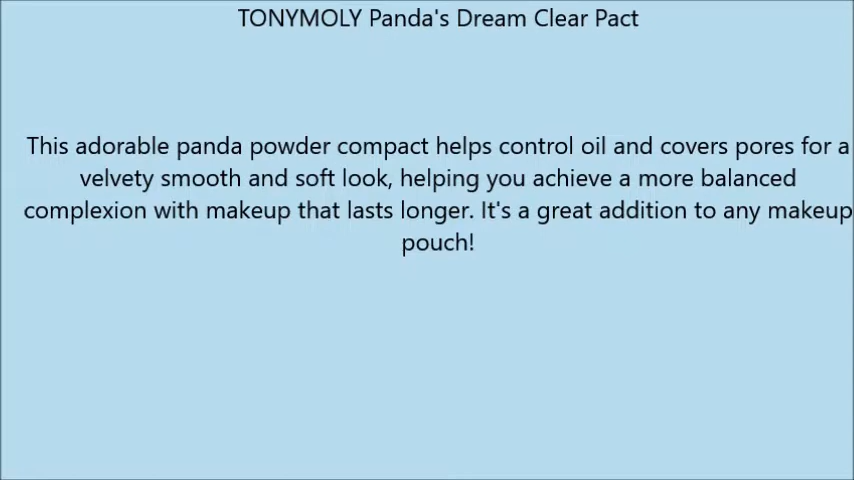 TONYMOLY Panda's Dream Clear Pact
This adorable panda powder compact helps control oil and covers pores for a
velvety smooth and soft look, helping you achieve a more balanced
complexion with makeup that lasts longer. It's a great addition to any makeup
pouch!